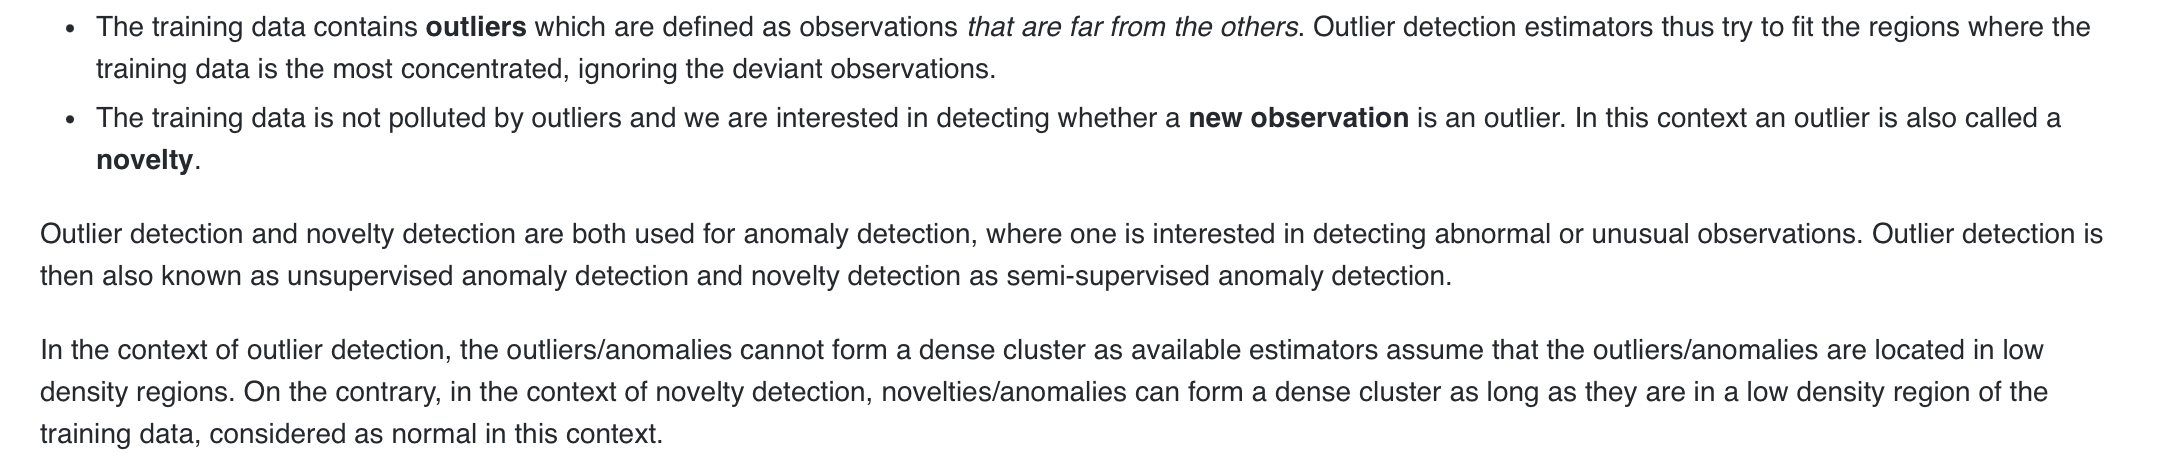 • The training data contains outliers which are defined as observations that are far from the others. Outlier detection estimators thus try to fit the regions where the
training data is the most concentrated, ignoring the deviant observations.
• The training data is not polluted by outliers and we are interested in detecting whether a new observation is an outlier. In this context an outlier is also called a
novelty.
Outlier detection and novelty detection are both used for anomaly detection, where one is interested in detecting abnormal or unusual observations. Outlier detection is
then also known as unsupervised anomaly detection and novelty detection as semi-supervised anomaly detection.
In the context of outlier detection, the outliers/anomalies cannot form a dense cluster as available estimators assume that the outliers/anomalies are located in low
density regions. On the contrary, in the context of novelty detection, novelties/anomalies can form a dense cluster as long as they are in a low density region of the
training data, considered as normal in this context.